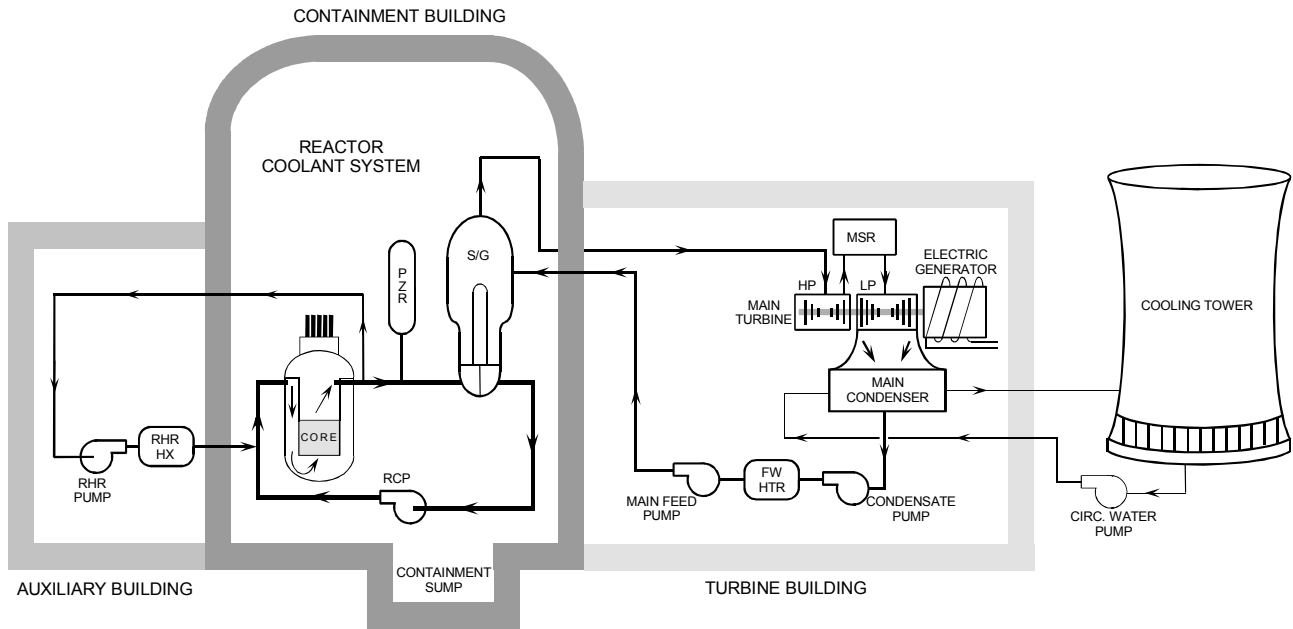 CONTAINMENT BUILDING
REACTOR
COOLANT SYSTEM
S/G
P
Z
R
MSR
ELECTRIC
GENERATOR
HP
LP
MAIN
TURBINE
COOLING TOWER
MAIN
CONDENSER
CORE
RHR
HX
RHR
PUMP
RCP
FW
HTR
MAIN FEED
PUMP
CONDENSATE
PUMP
CIRC. WATER
PUMP
CONTAINMENT
SUMP
AUXILIARY BUILDING
TURBINE BUILDING